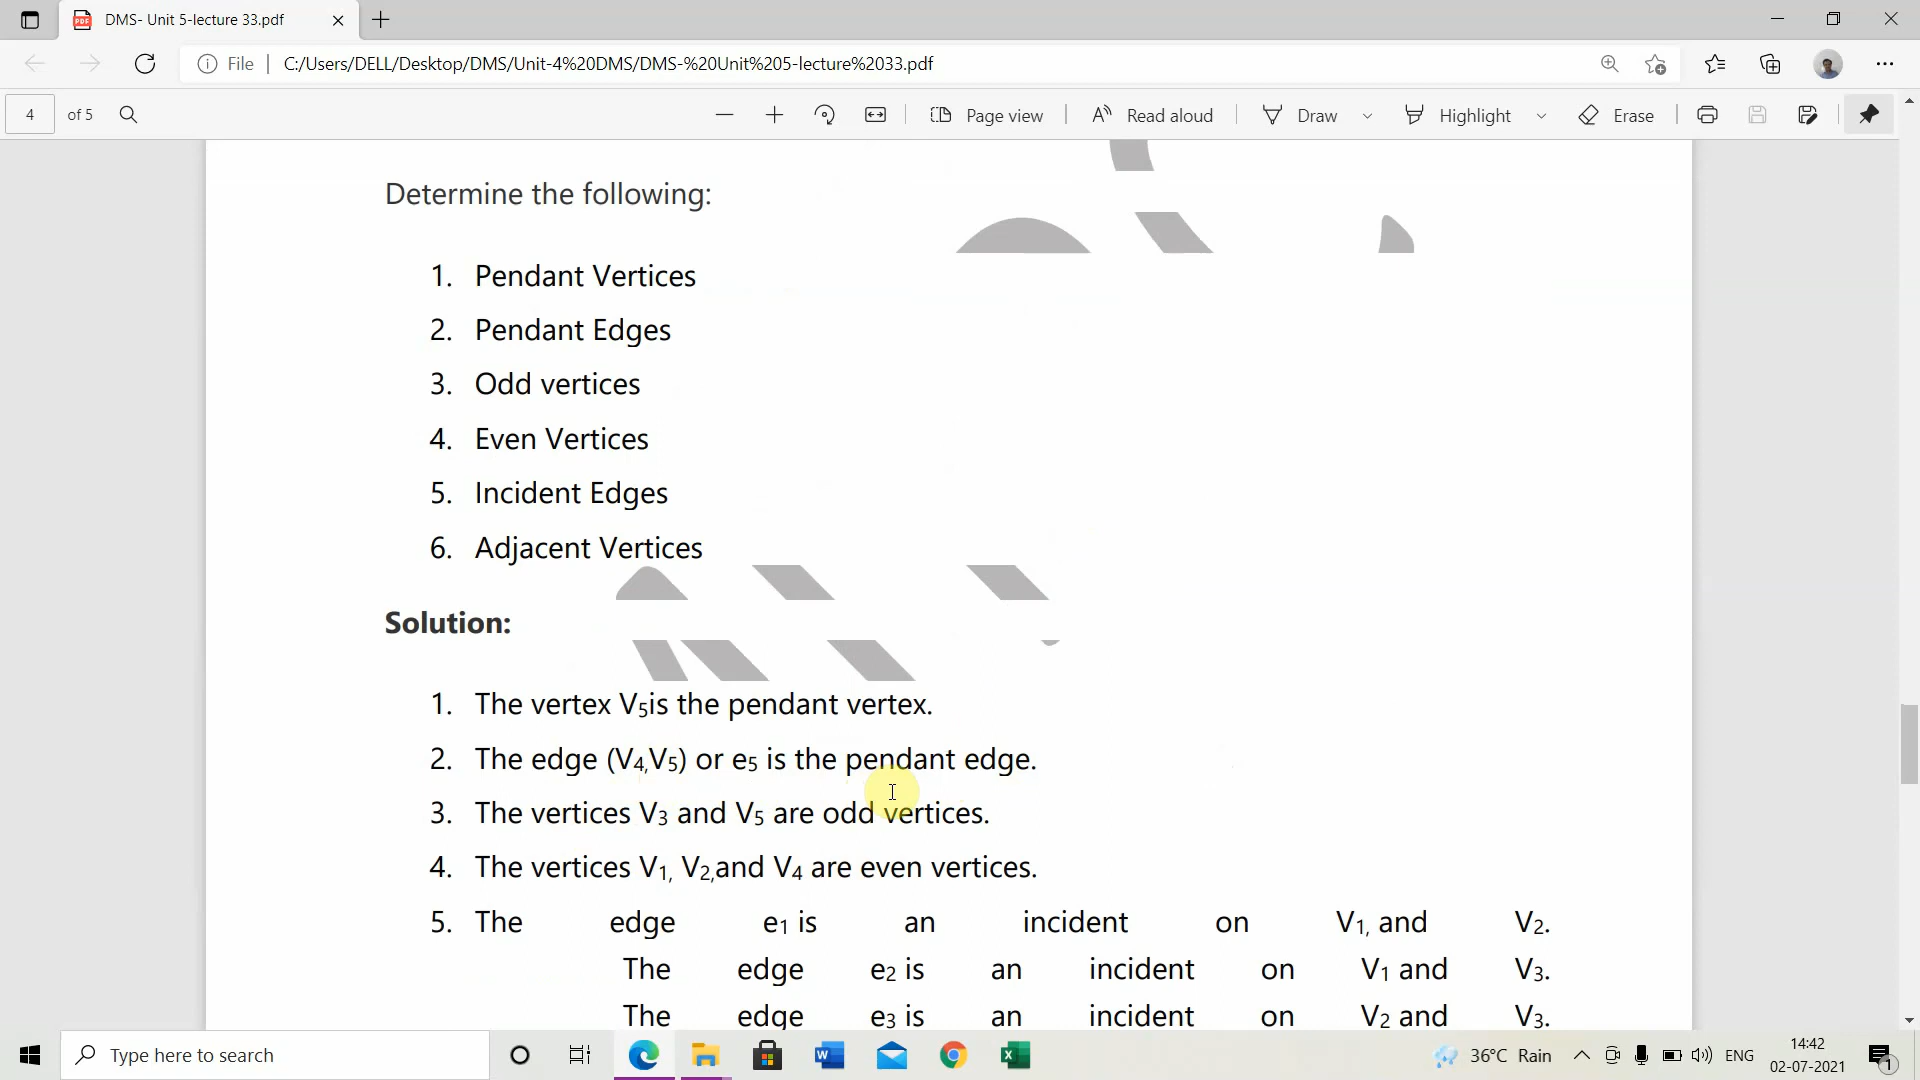 DMS- Unit 5-lecture 33.pdf
File
C:/Users/DELL/Desktop/DMS/Unit-4%20DMS/DMS-%20Unit%205-lecture%2033.pdf
4 of 5
Page view
Read aloud
Draw
Highlight
Erase
Determine the following:
1. Pendant Vertices
2. Pendant Edges
3. Odd vertices
4. Even Vertices
5. Incident Edges
6. Adjacent Vertices
Solution:
1. The vertex V₅is the pendant vertex.
2. The edge (V₄,V₅) or e₅ is the pendant edge.
3. The vertices V₃ and V₅ are odd vertices.
4. The vertices V₁, V₂,and V₄ are even vertices.
5. The edge e₁ is an incident on V₁, and V₂.
The edge e₂ is an incident on V₁ and V₃.
The edge e₃ is an incident on V₂ and V₃.
Type here to search
36°C Rain
ENG
14:42
02-07-2021
1